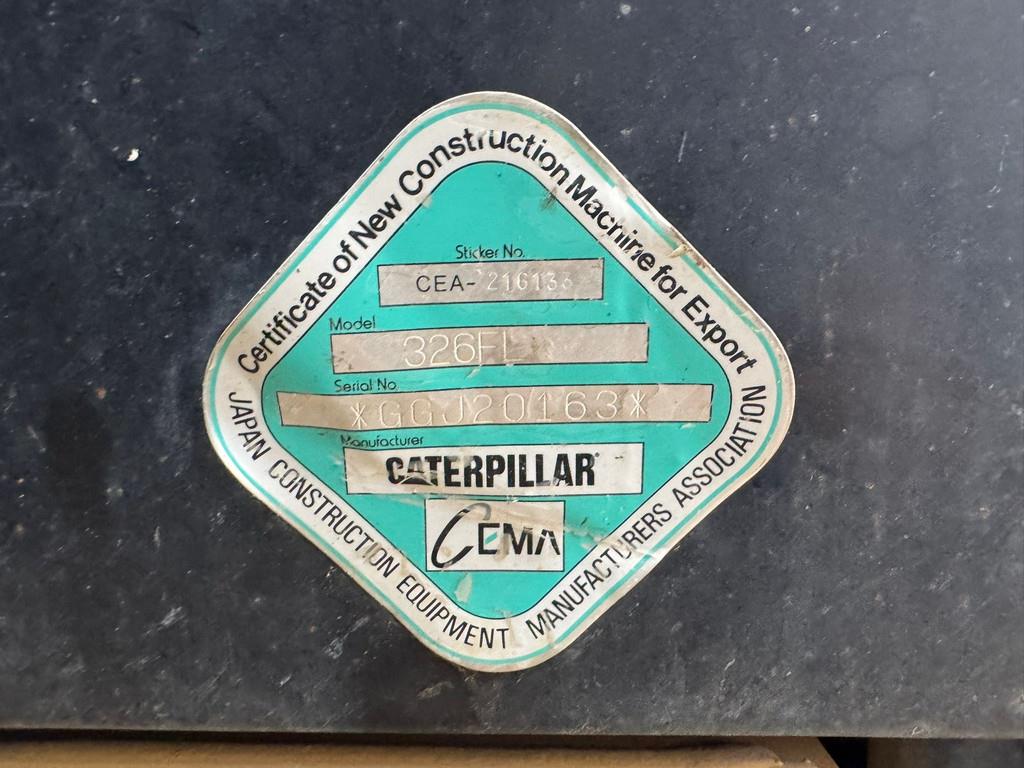 Certificate of New Construction Machine for Export
Sticker No.
CEA-216133
Model
326FL
Serial No.
*GGJ20163*
Manufacturer
CATERPILLAR®
CEMA
JAPAN CONSTRUCTION EQUIPMENT MANUFACTURERS ASSOCIATION